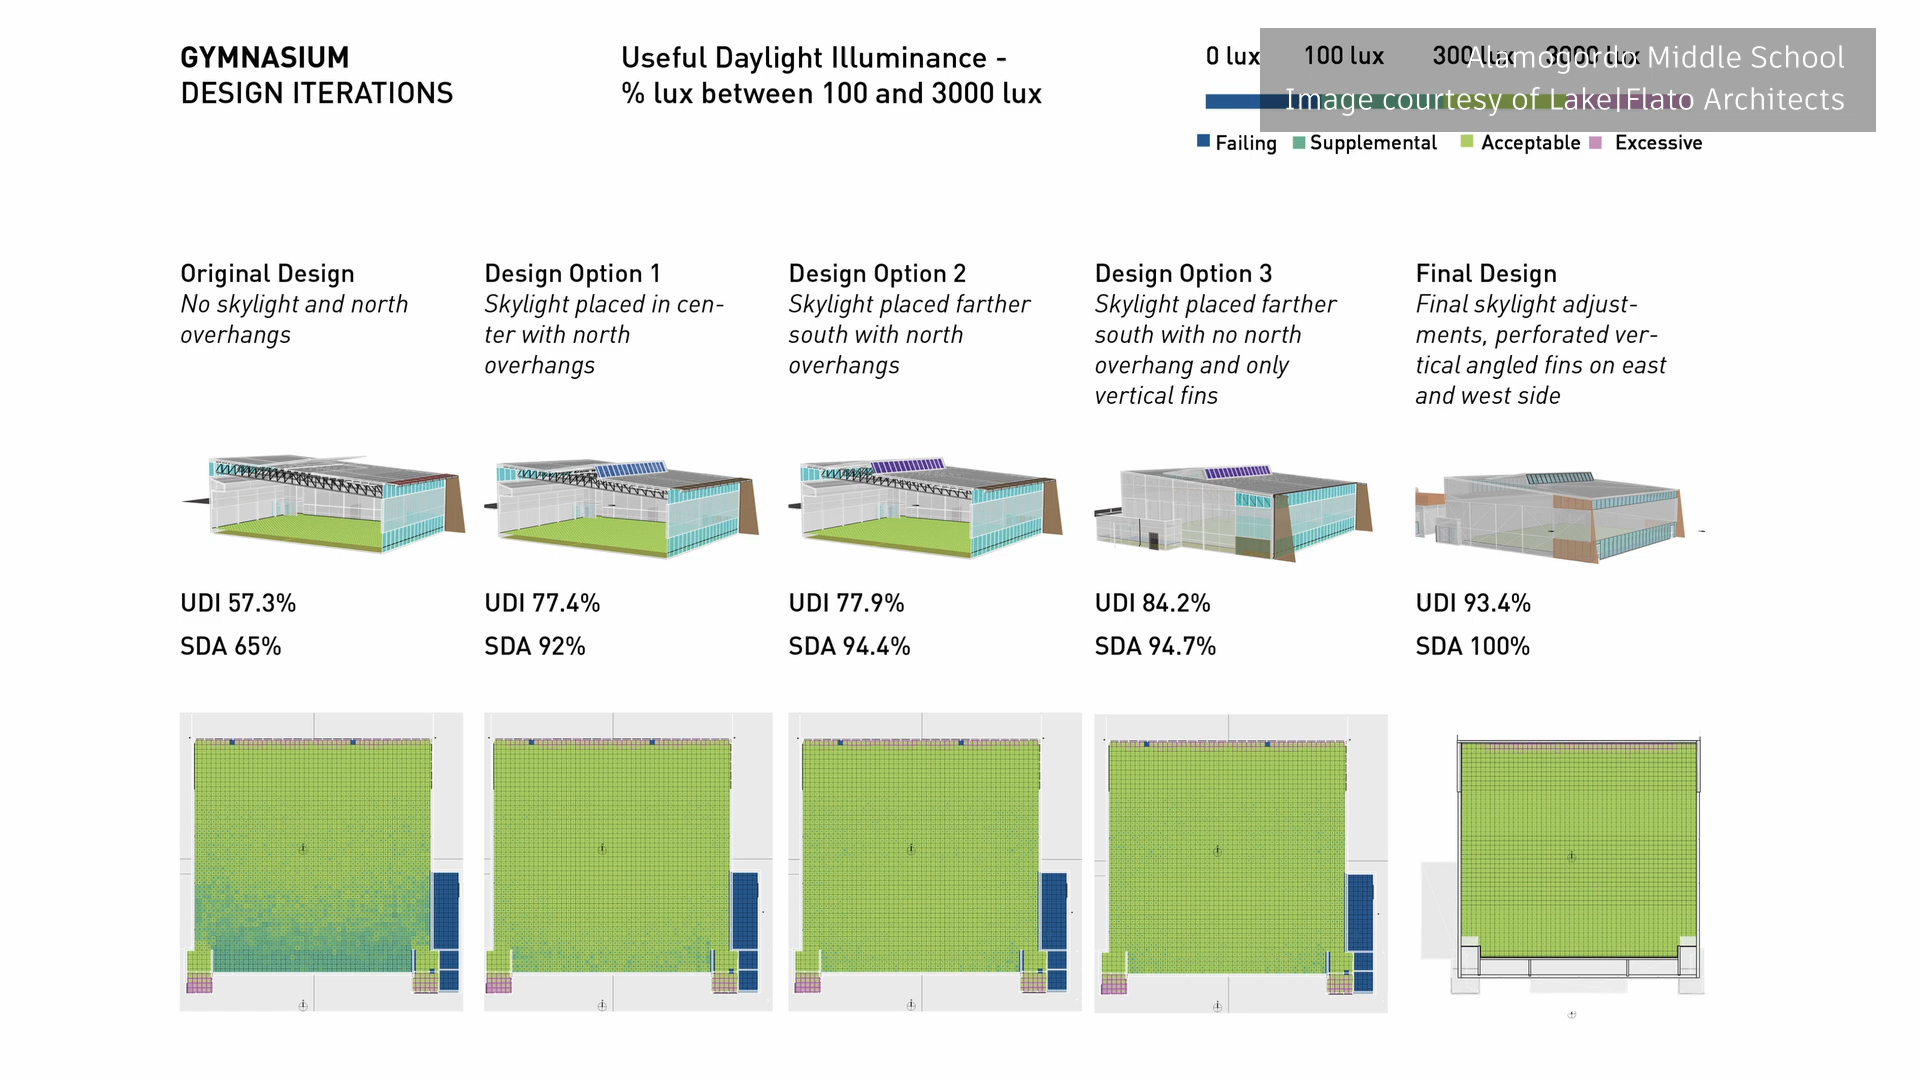 GYMNASIUM
DESIGN ITERATIONS
Useful Daylight Illuminance -
% lux between 100 and 3000 lux
0 lux 100 lux 300 lux 3000 lux
Alamogordo Middle School
Image courtesy of Lake|Flato Architects
Failing Supplemental Acceptable Excessive
Original Design
No skylight and north
overhangs
UDI 57.3%
SDA 65%
Design Option 1
Skylight placed in cen-
ter with north
overhangs
UDI 77.4%
SDA 92%
Design Option 2
Skylight placed farther
south with north
overhangs
UDI 77.9%
SDA 94.4%
Design Option 3
Skylight placed farther
south with no north
overhang and only
vertical fins
UDI 84.2%
SDA 94.7%
Final Design
Final skylight adjust-
ments, perforated ver-
tical angled fins on east
and west side
UDI 93.4%
SDA 100%